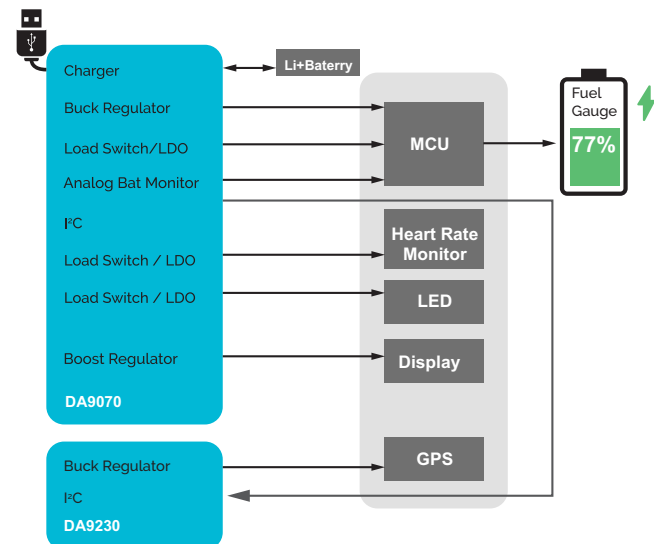 Charger
Li+Baterry
Buck Regulator
Load Switch/LDO
Analog Bat Monitor
MCU
Fuel
Gauge
77%
I²C
Load Switch / LDO
Heart Rate
Monitor
Load Switch / LDO
LED
Boost Regulator
Display
DA9070
Buck Regulator
GPS
I²C
DA9230